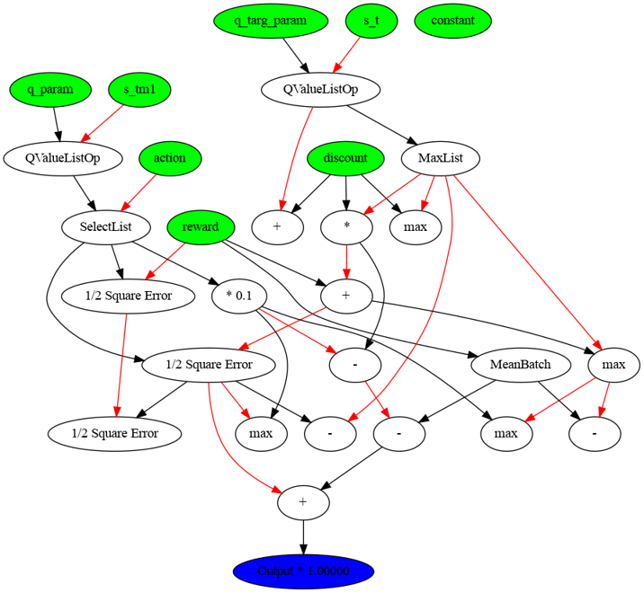 q_targ_param
s_t
constant
q_param
s_tm1
QValueListOp
QValueListOp
action
discount
MaxList
SelectList
reward
+
*
max
1/2 Square Error
* 0.1
+
1/2 Square Error
-
MeanBatch
max
1/2 Square Error
max
-
-
max
-
+
Output * 1.00000